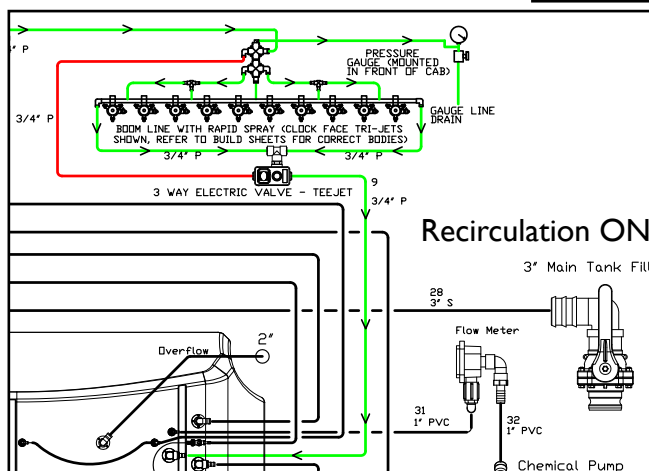 " P
PRESSURE
GAUGE (MOUNTED
IN FRONT OF CAB)
3/4" P
GAUGE LINE
DRAIN
BOOM LINE WITH RAPID SPRAY (CLOCK FACE TRI-JETS
SHOWN, REFER TO BUILD SHEETS FOR CORRECT BODIES)
3/4" P
3/4" P
3 WAY ELECTRIC VALVE - TEEJET
9
3/4" P
Recirculation ON
3" Main Tank Fill
28
3" S
Flow Meter
2"
Overflow
31
1" PVC
32
1" PVC
Chemical Pump